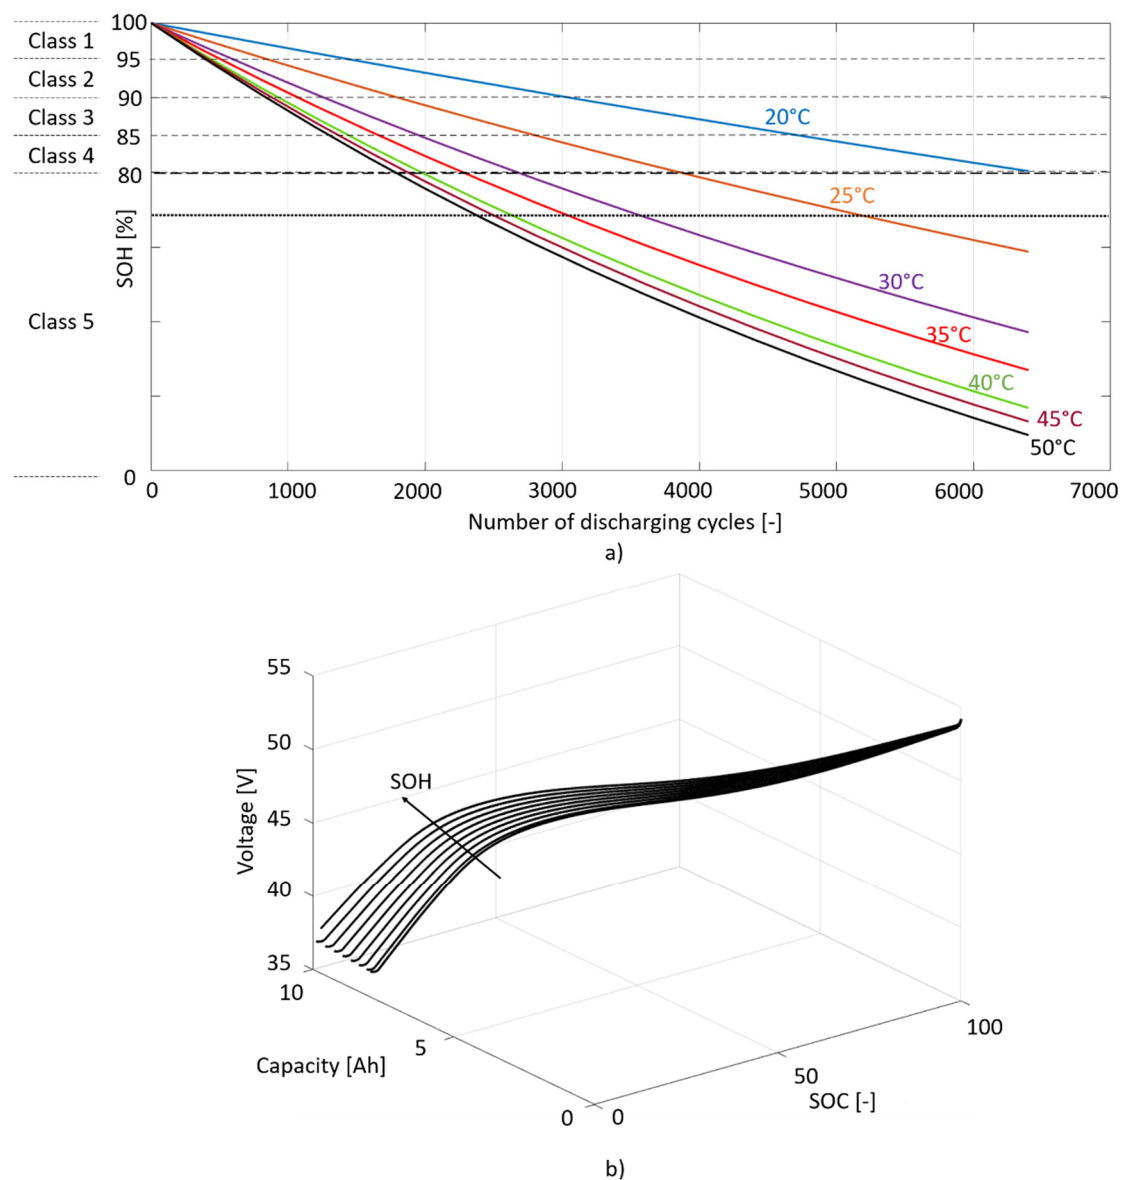 100
Class 1
95
Class 2
90
Class 3
20°C
85
Class 4
80
25°C
SOH [%]
30°C
Class 5
35°C
40°C
45°C
50°C
0
0 1000 2000 3000 4000 5000 6000 7000
Number of discharging cycles [-]
a)
55
50
SOH
45
Voltage [V]
40
35
10
100
5
Capacity [Ah]
50
SOC [-]
0 0
b)